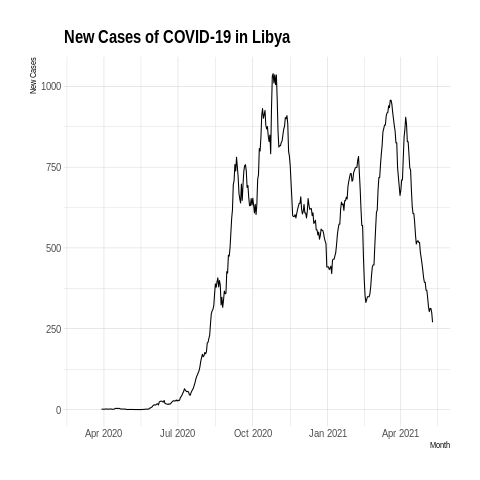 New Cases of COVID-19 in Libya
New Cases
1000
750
500
250
0
Apr 2020 Jul 2020 Oct 2020 Jan 2021 Apr 2021
Month